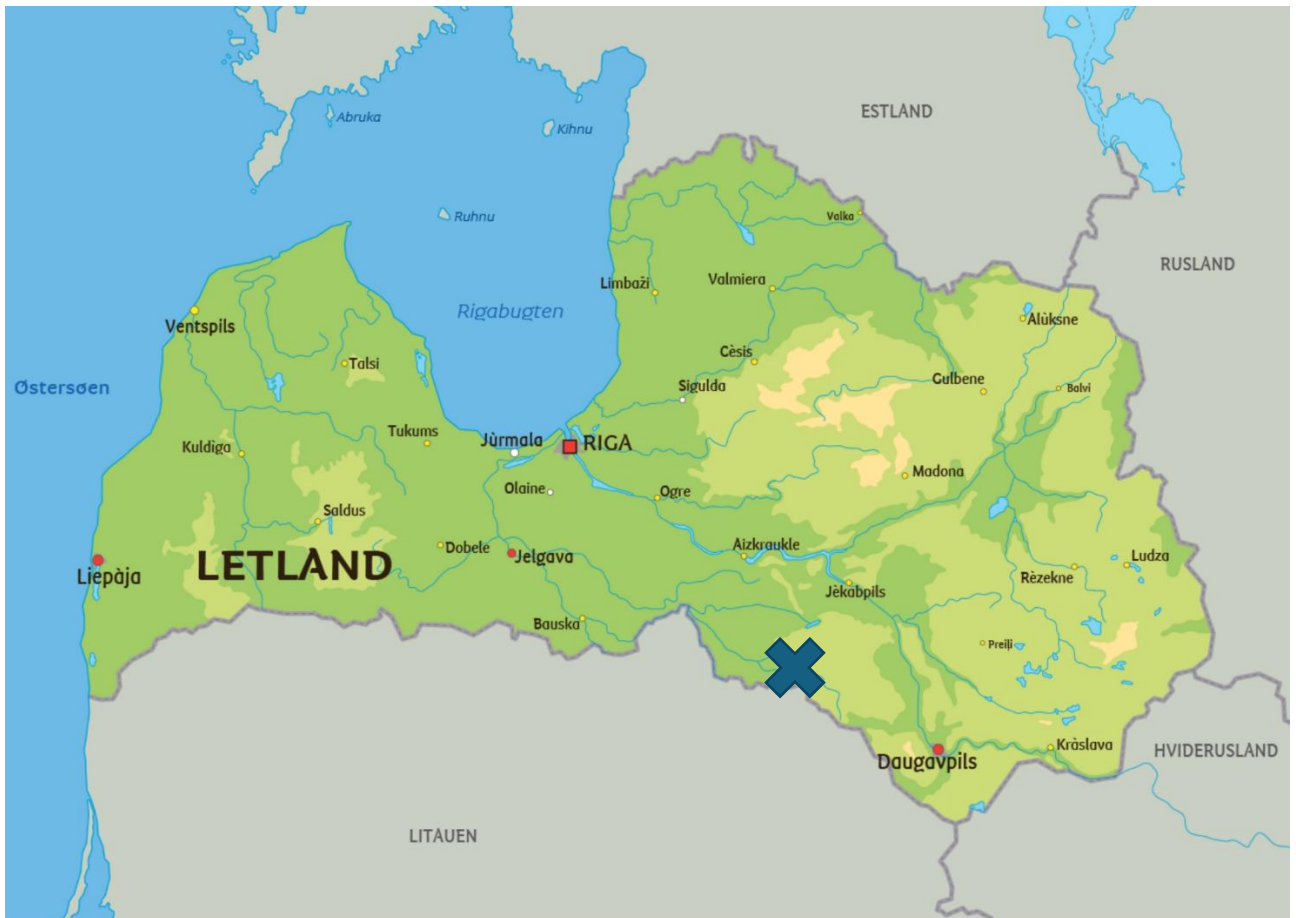 Abruka
Kihnu
ESTLAND
Ruhnu
Valka
RUSLAND
Limbaži
Valmiera
Rigabugten
Ventspils
Alùksne
Talsi
Cèsis
Østersøen
Sigulda
Gulbene
Balvi
Tukums
Kuldiga
Jùrmala
RIGA
Olaine
Ogre
Madona
Saldus
Dobele
Jelgava
Aizkraukle
Ludza
LETLAND
Liepàja
Rèzekne
Jèkabpils
Bauska
Preiļi
Daugavpils
Kràslava
HVIDERUSLAND
LITAUEN